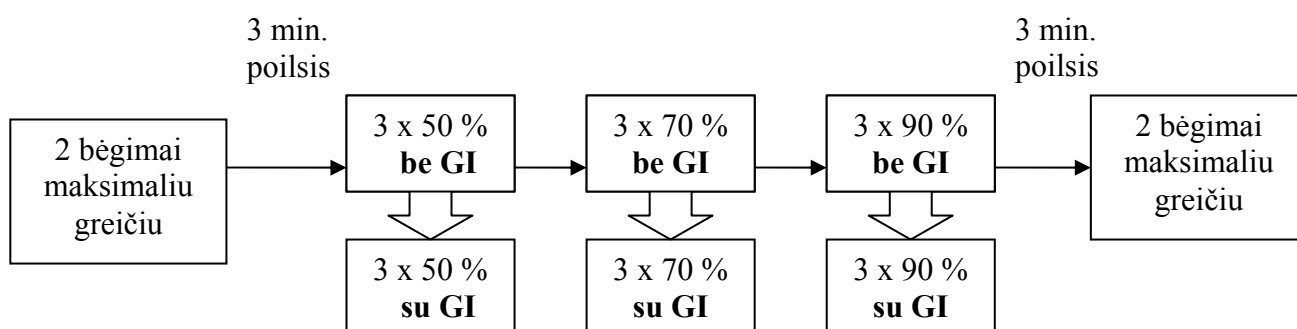 3 min.
poilsis
3 min.
poilsis
2 bėgimai
maksimaliu
greičiu
3 x 50 %
be GI
3 x 70 %
be GI
3 x 90 %
be GI
2 bėgimai
maksimaliu
greičiu
3 x 50 %
su GI
3 x 70 %
su GI
3 x 90 %
su GI